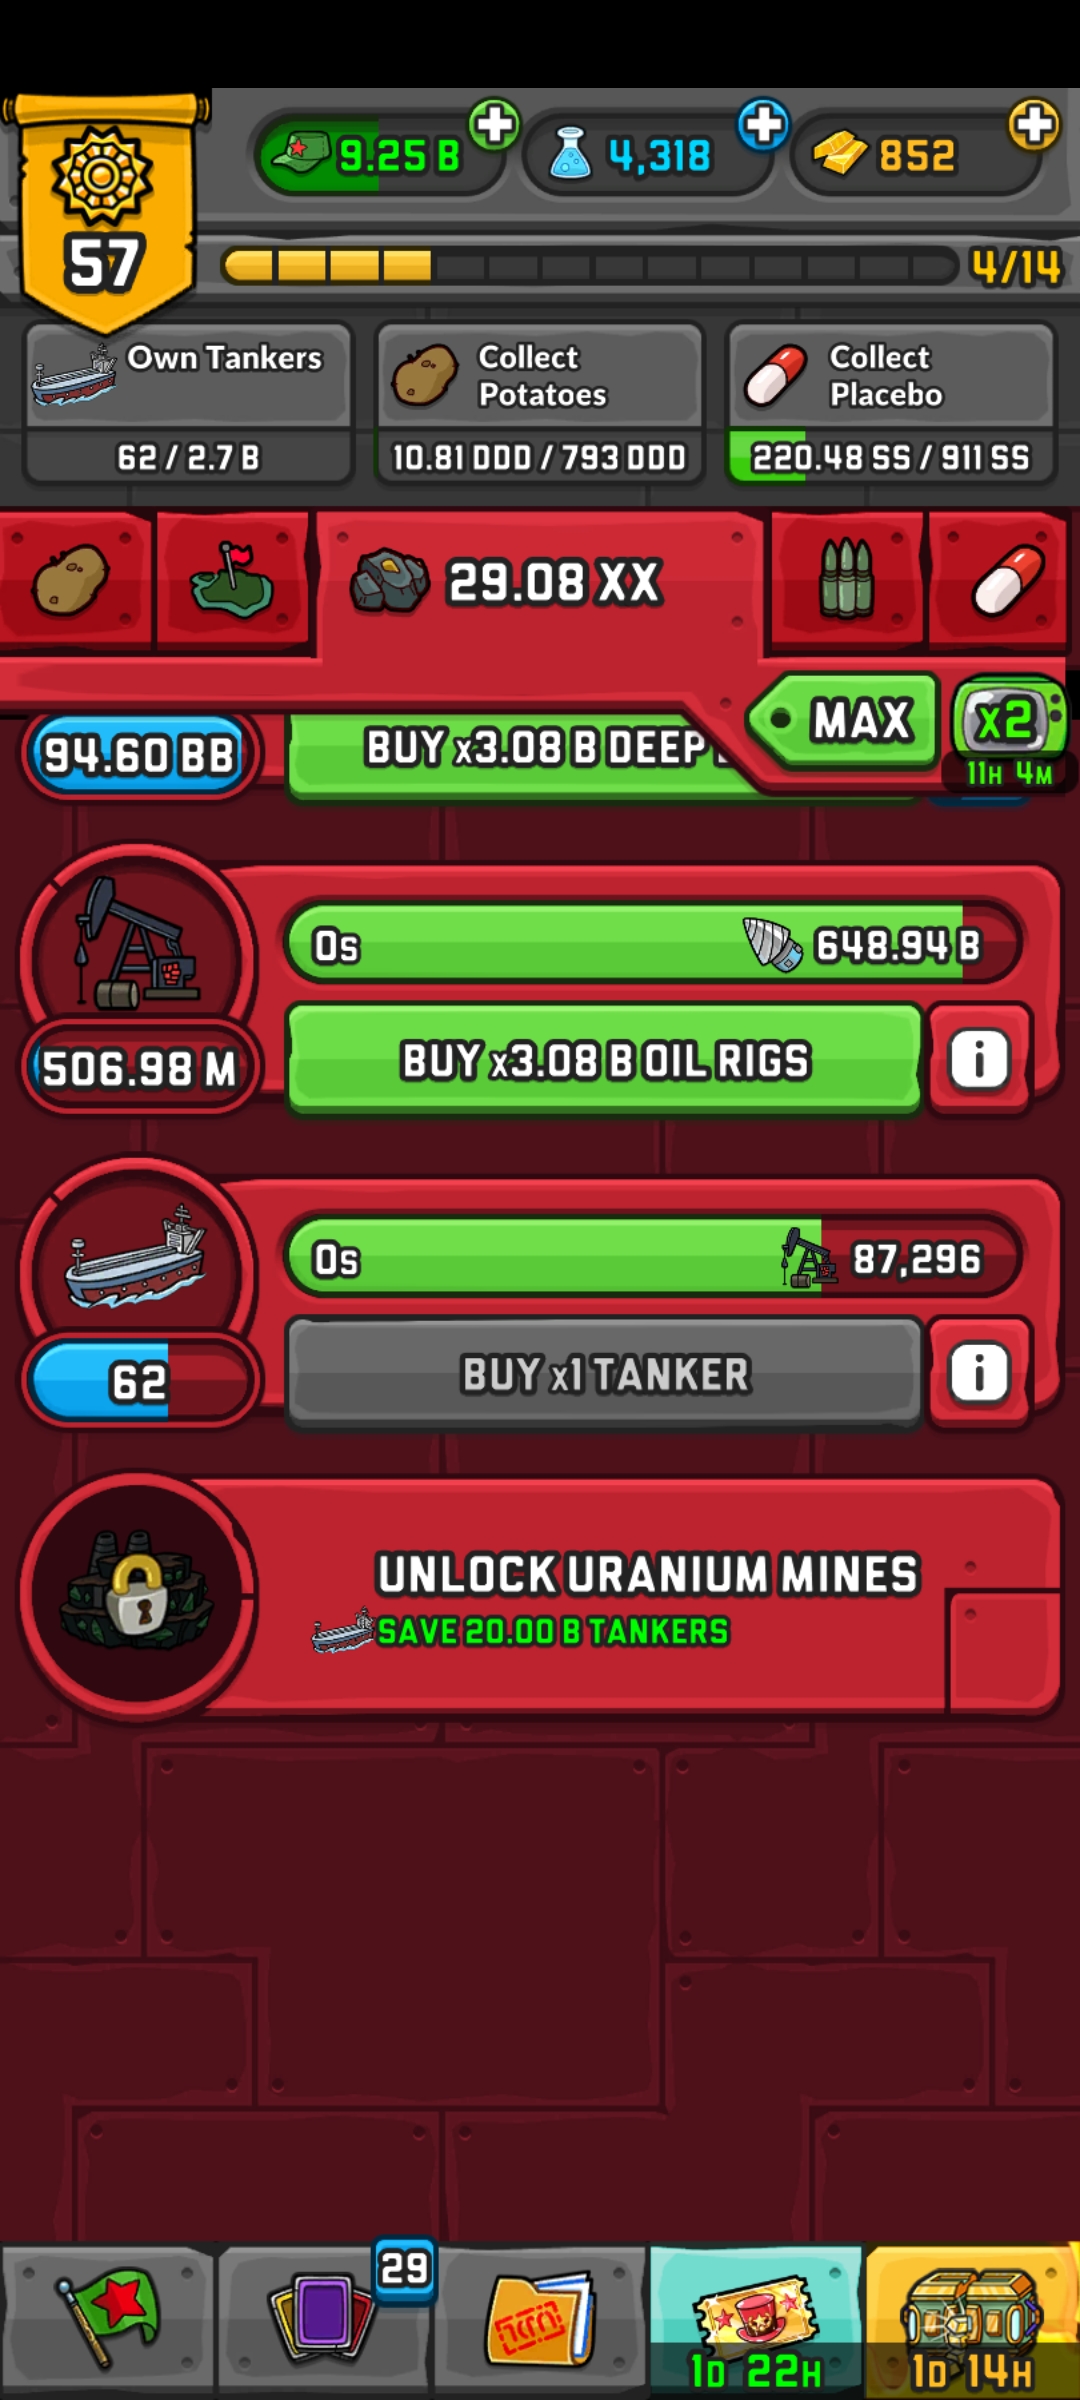 9.25 B
4,318
852
57
4/14
Own Tankers
62 / 2.7 B
Collect
Potatoes
10.81 DDD / 793 DDD
Collect
Placebo
220.48 SS / 911 SS
29.08 XX
MAX
x2
11H 4M
94.60 BB
BUY x3.08 B DEEP
0s
648.94 B
506.98 M
BUY x3.08 B OIL RIGS
i
0s
87,296
62
BUY x1 TANKER
i
UNLOCK URANIUM MINES
SAVE 20.00 B TANKERS
29
1D 22H
1D 14H